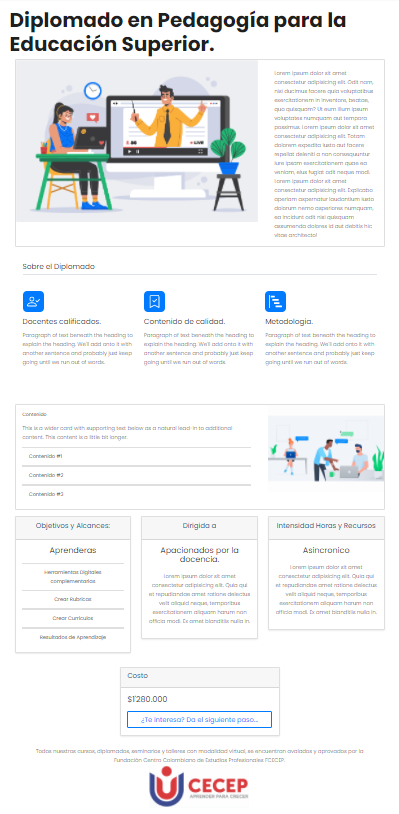 Diplomado en Pedagogía para la
Educación Superior.
Lorem ipsum dolor sit amet
consectetur adipisicing elit. Odit nam,
nisi ducimus facere quia voluptatibus
exercitationem in inventore, beatae,
quo quisquam? Ut eum illum ipsum
voluptates numquam aut tempora
possimus. Lorem ipsum dolor sit
amet consectetur adipisicing elit. Totam
dolorem expedita iusto aut facere
repellat deleniti a non consequuntur
iure ipsam exercitationem quae ea
veniam, eius fugiat odit neque modi.
Lorem ipsum dolor sit amet
consectetur adipisicing elit. Explicabo
aperiam aspernatur laudantium iusto
dolorum nemo asperiores numquam,
ea incidunt odit nisi quisquam
assumenda dolores id aut debitis hic
vitae architecto!
LIVE
Sobre el Diplomado
Docentes calificados.
Paragraph of text beneath the heading to
explain the heading. We'll add onto it with
another sentence and probably just keep
going until we run out of words.
Contenido de calidad.
Paragraph of text beneath the heading to
explain the heading. We'll add onto it with
another sentence and probably just keep
going until we run out of words.
Metodología.
Paragraph of text beneath the heading to
explain the heading. We'll add onto it with
another sentence and probably just keep
going until we run out of words.
Contenido
This is a wider card with supporting text below as a natural lead-in to additional
content. This content is a little bit longer.
Contenido #1
Contenido #2
Contenido #3
Objetivos y Alcances:
Aprenderas
Herramientas Digitales
complementarios
Crear Rubricas
Crear Currículos
Resultados de Aprendizaje
Dirigida a
Apacionados por la
docencia.
Lorem ipsum dolor sit amet
consectetur adipisicing elit. Quia qui
et repudiandae amet ratione delectus
velit aliquid neque, temporibus
exercitationem aliquam harum non
officia modi. Ex amet blanditiis nulla in.
Intensidad Horas y Recursos
Asincronico
Lorem ipsum dolor sit amet
consectetur adipisicing elit. Quia qui
et repudiandae amet ratione delectus
velit aliquid neque, temporibus
exercitationem aliquam harum non
officia modi. Ex amet blanditiis nulla in.
Costo
$1'280.000
¿Te interesa? Da el siguiente paso...
Todos nuestros cursos, diplomados, seminarios y talleres con modalidad virtual, se encuentran avalados y aprobados por la
Fundación Centro Colombiano de Estudios Profesionales FCECEP.
CECEP
APRENDER PARA CRECER